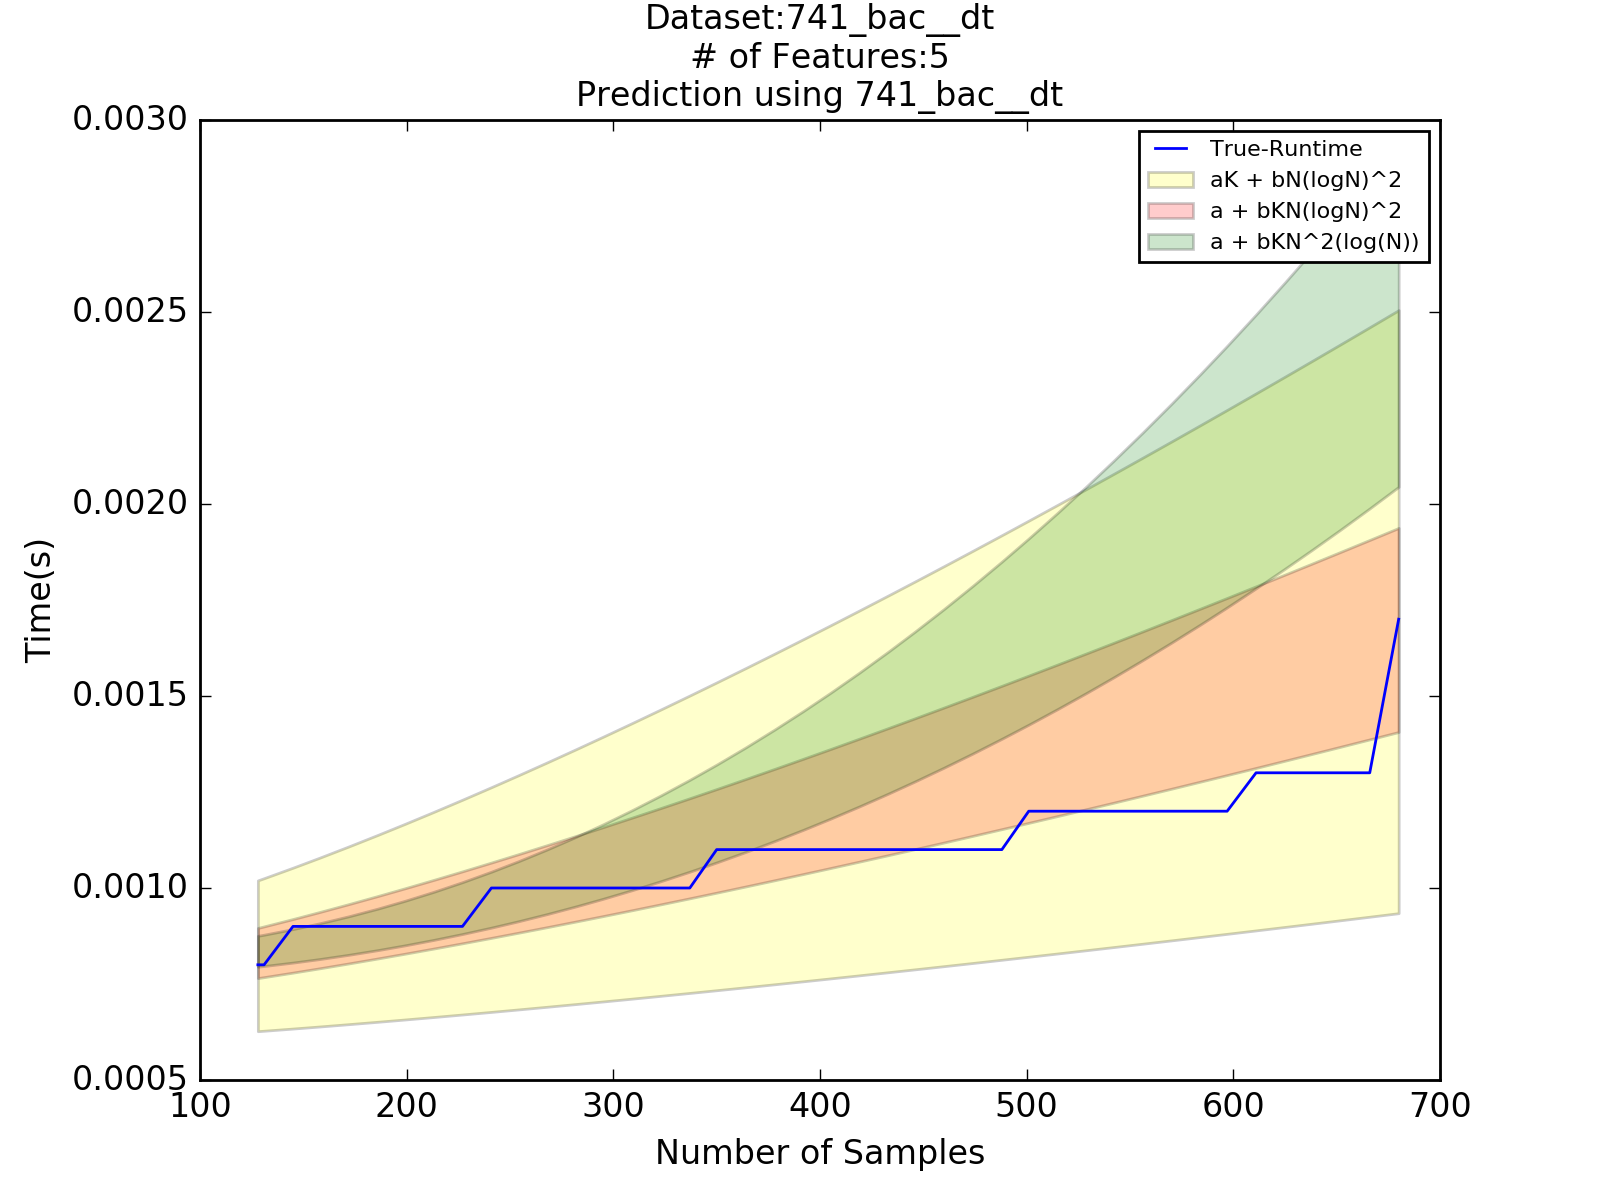 Dataset:741_bac__dt
# of Features:5
Prediction using 741_bac__dt
0.0030
0.0025
0.0020
0.0015
0.0010
0.0005
Time(s)
True-Runtime
aK + bN(logN)^2
a + bKN(logN)^2
a + bKN^2(log(N))
100 200 300 400 500 600 700
Number of Samples